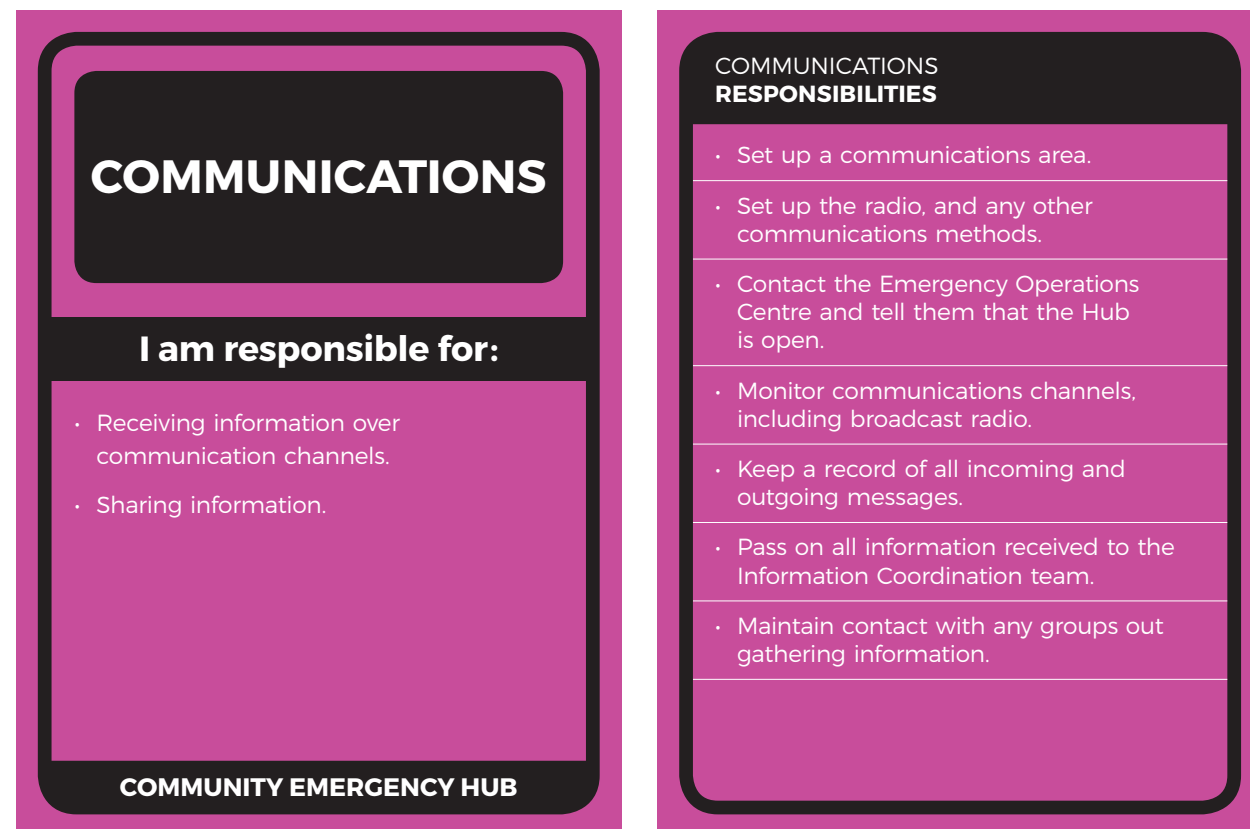 COMMUNICATIONS
I am responsible for:
• Receiving information over
communication channels.
• Sharing information.
COMMUNITY EMERGENCY HUB
COMMUNICATIONS
RESPONSIBILITIES
• Set up a communications area.
• Set up the radio, and any other
communications methods.
• Contact the Emergency Operations
Centre and tell them that the Hub
is open.
• Monitor communications channels,
including broadcast radio.
• Keep a record of all incoming and
outgoing messages.
• Pass on all information received to the
Information Coordination team.
• Maintain contact with any groups out
gathering information.